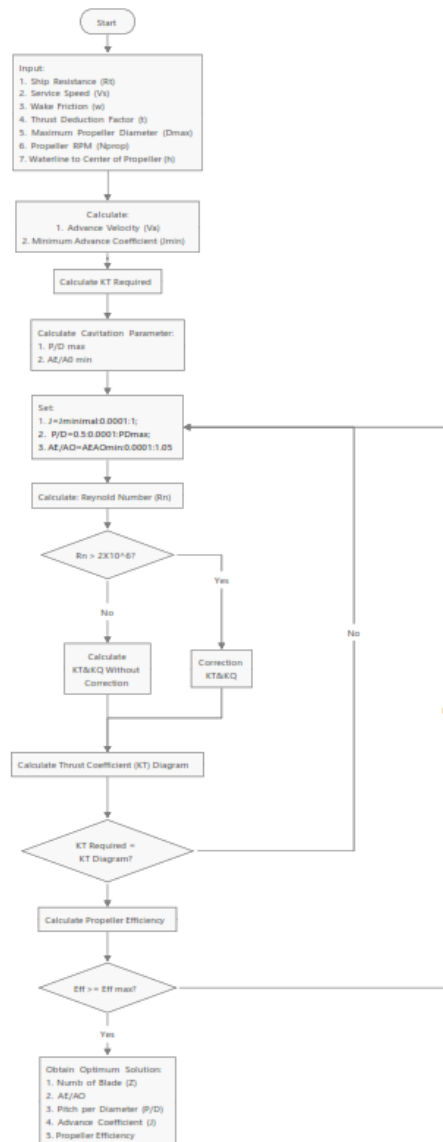 Start
Input:
1. Ship Resistance (Rt)
2. Service Speed (Vs)
3. Wake Friction (w)
4. Thrust Deduction Factor (t)
5. Maximum Propeller Diameter (Dmax)
6. Propeller RPM (Nprop)
7. Waterline to Center of Propeller (h)
Calculate:
1. Advance Velocity (Va)
2. Minimum Advance Coefficient (Jmin)
Calculate KT Required
Calculate Cavitation Parameter:
1. P/D max
2. AE/A0 min
Set:
1. J=Jminimal:0.0001:1;
2. P/D=0.5:0.0001:PDmax;
3. AE/AO=AEAOmin:0.0001:1.05
Calculate: Reynold Number (Rn)
Rn > 2X10^6?
Yes
No
Calculate
KT&KQ Without
Correction
Correction
KT&KQ
No
Calculate Thrust Coefficient (KT) Diagram
KT Required =
KT Diagram?
Calculate Propeller Efficiency
Eff >= Eff max?
Yes
Obtain Optimum Solution:
1. Numb of Blade (Z)
2. AE/AO
3. Pitch per Diameter (P/D)
4. Advance Coefficient (J)
5. Propeller Efficiency